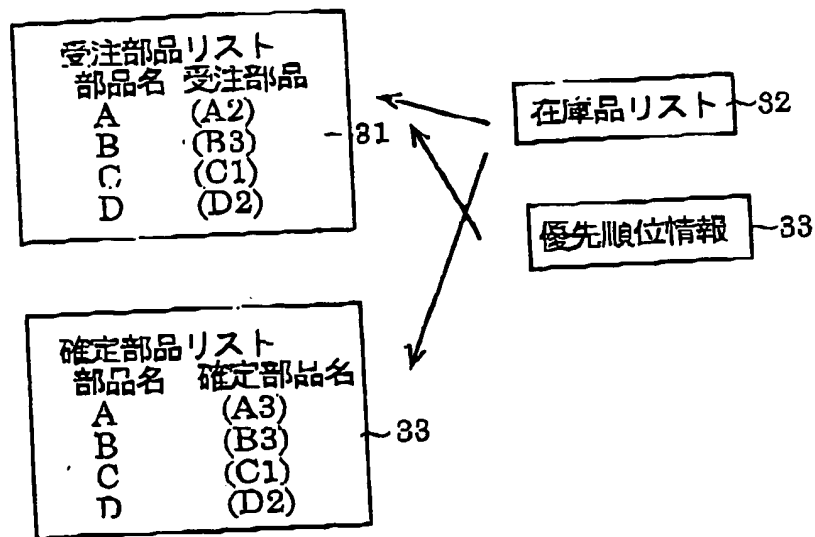 受注部品リスト
部品名 受注部品
A (A2)
B (B3)
C (C1)
D (D2)
31
在庫品リスト
32
優先順位情報
33
確定部品リスト
部品名 確定部品名
A (A3)
B (B3)
C (C1)
D (D2)
33